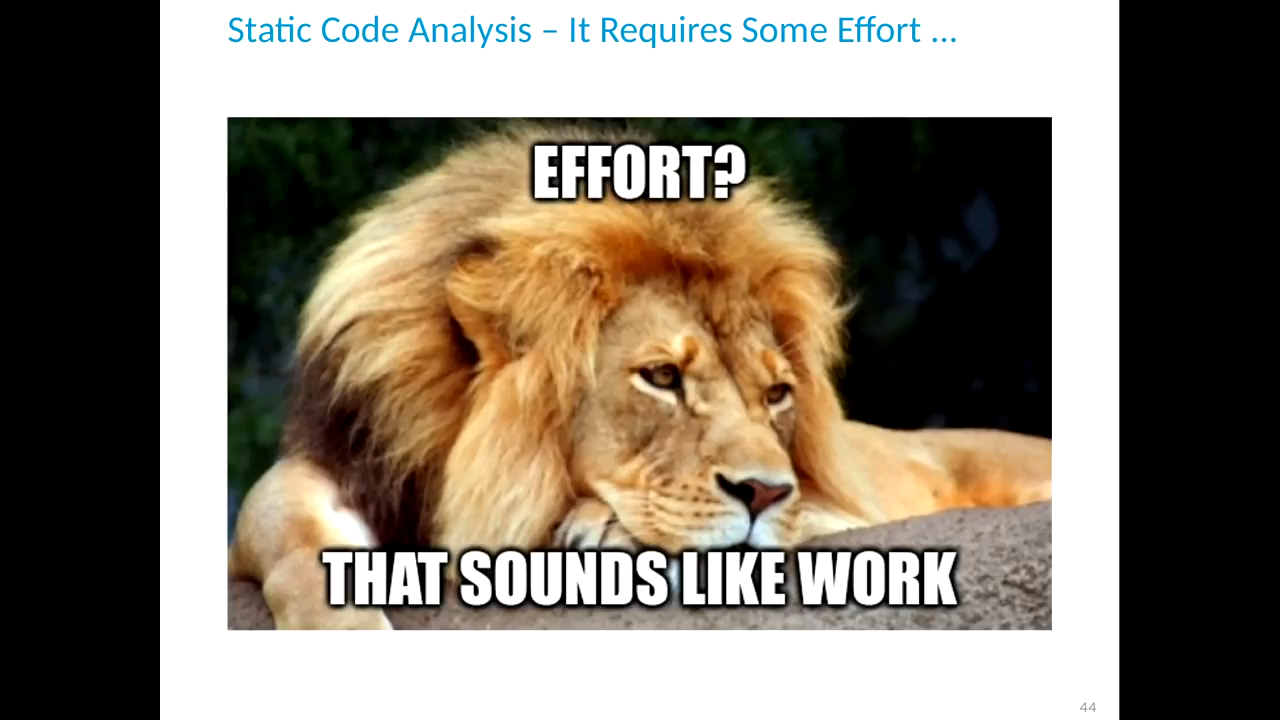 Static Code Analysis – It Requires Some Effort ...
EFFORT?
THAT SOUNDS LIKE WORK
44